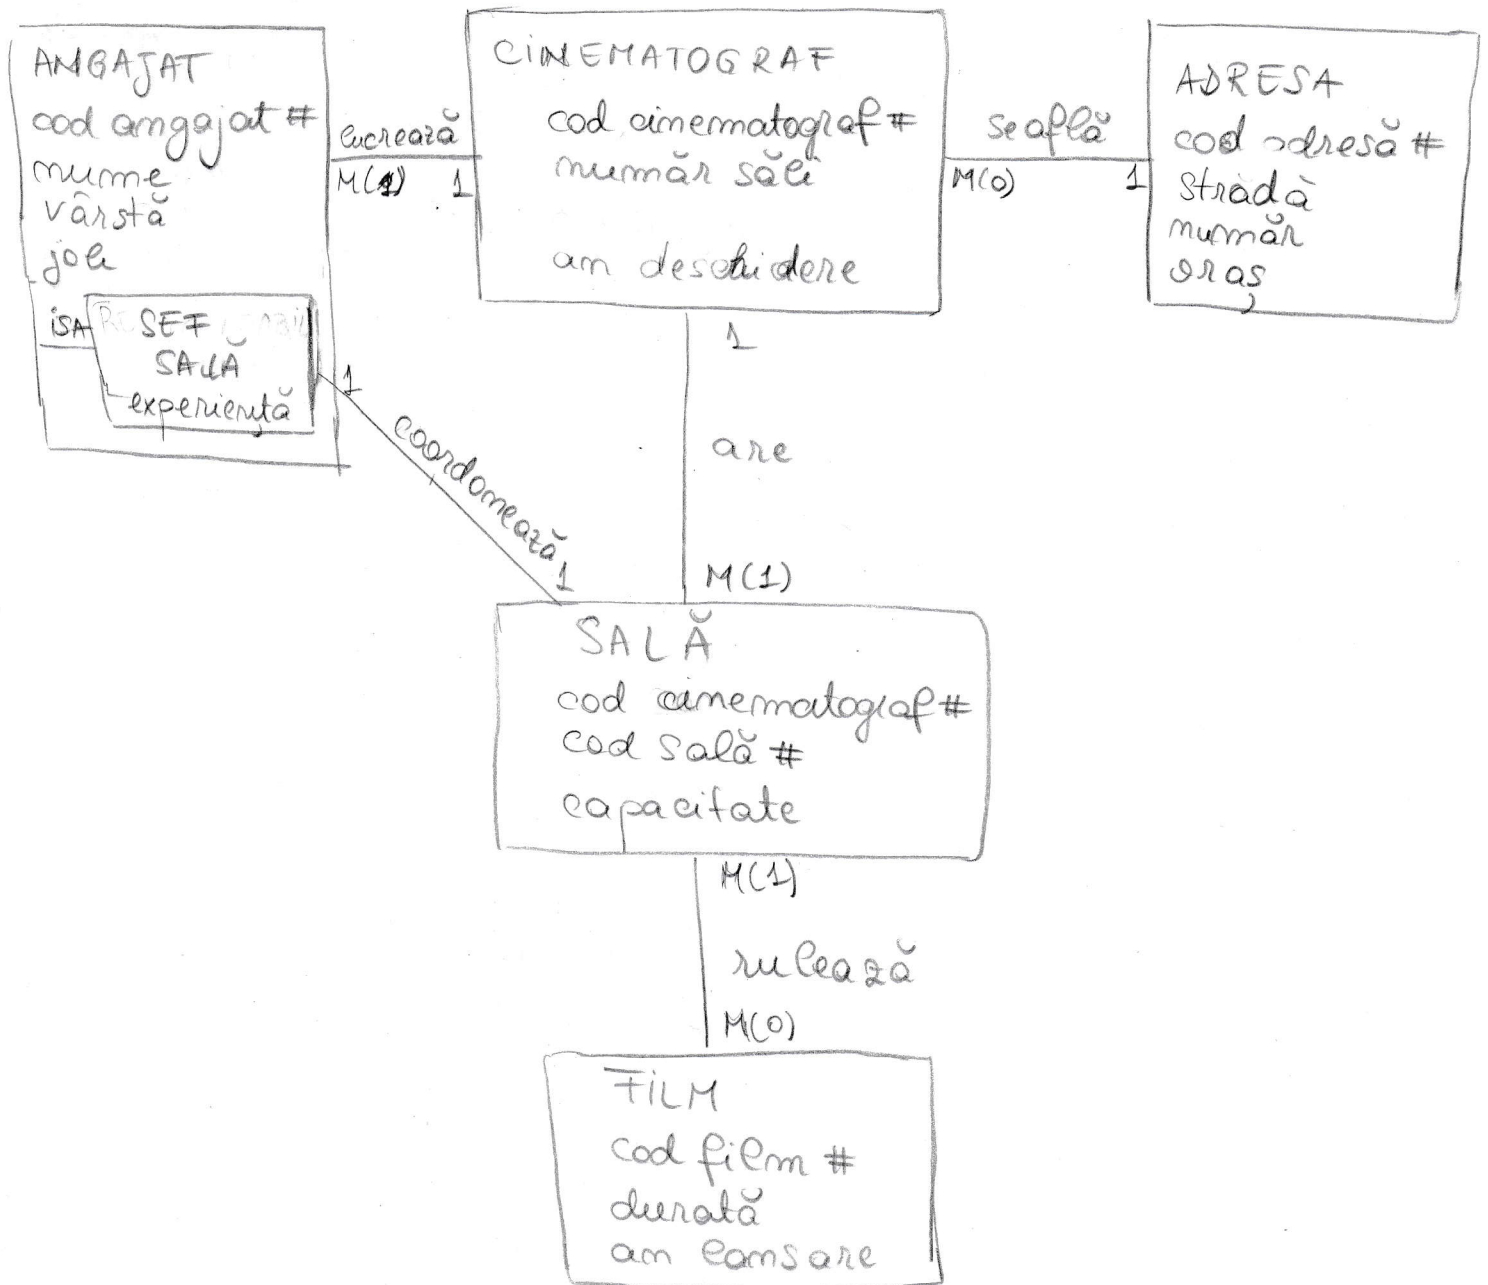 ANGAJAT
cod angajat #
nume
vârstă
job
ISA
ȘEF
SALĂ
experiență
lucrează
M(1)
1
CINEMATOGRAF
cod cinematograf #
număr săli
an deschidere
se află
M(0)
1
ADRESA
cod adresă #
stradă
număr
oraș
1
coordonează
1
1
are
M(1)
SALĂ
cod cinematograf #
cod sală #
capacitate
M(1)
rulează
M(0)
FILM
cod film #
durată
an lansare